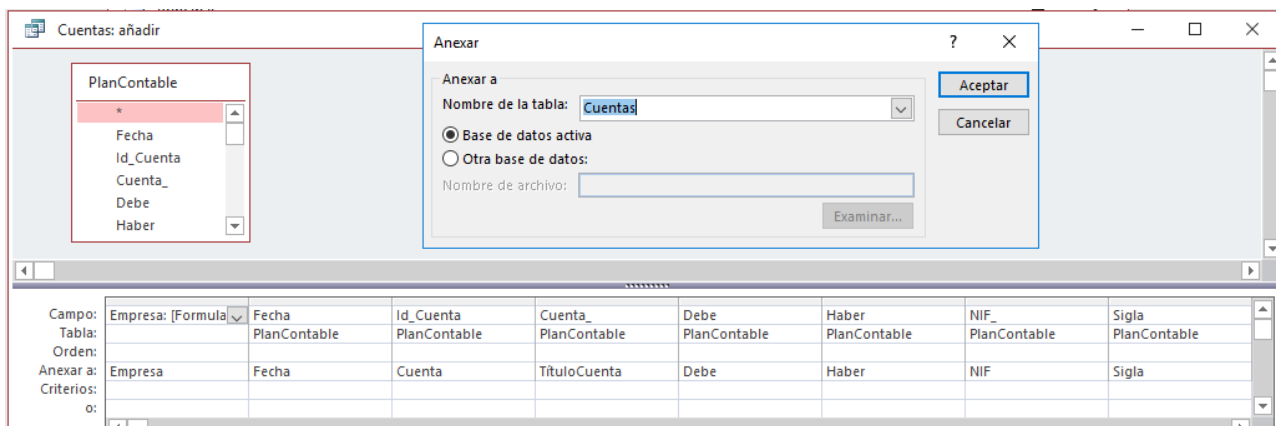 Cuentas: añadir
Anexar
?
Anexar a
Nombre de la tabla: Cuentas
Aceptar
Base de datos activa
Cancelar
Otra base de datos:
Nombre de archivo:
Examinar...
PlanContable
*
Fecha
Id_Cuenta
Cuenta_
Debe
Haber
Campo: Empresa: [Formula Fecha Id_Cuenta Cuenta_ Debe Haber NIF_ Sigla
Tabla: PlanContable PlanContable PlanContable PlanContable PlanContable PlanContable PlanContable
Orden:
Anexar a: Empresa Fecha Cuenta TítuloCuenta Debe Haber NIF Sigla
Criterios:
o: